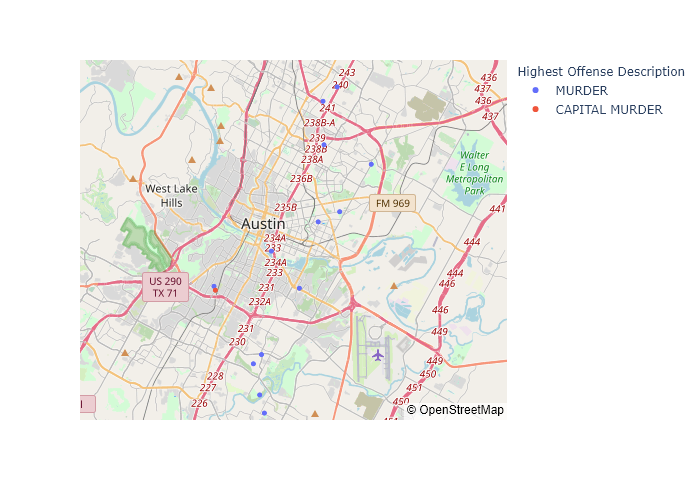 Highest Offense Description
MURDER
CAPITAL MURDER
243
240
241
238B-A
239
238B
238A
236B
235B
234A
233
234A
233
231
232A
231
230
228
227
226
436
437
436
437
441
444
444
446
446
449
449
450
451
450
Walter
E Long
Metropolitan
Park
West Lake
Hills
FM 969
Austin
US 290
TX 71
© OpenStreetMap